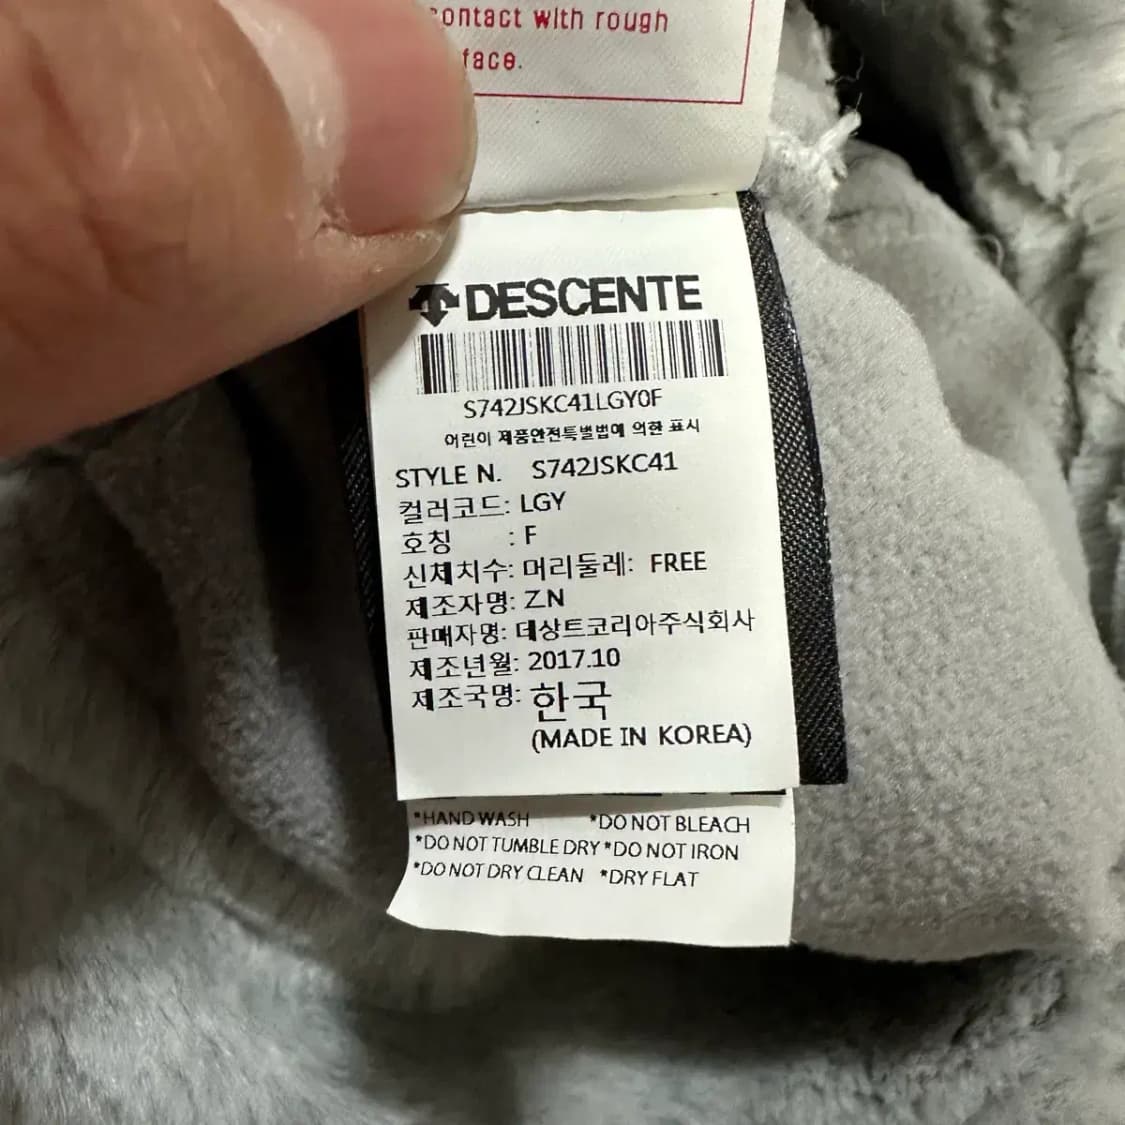 contact with rough
face.
DESCENTE
S742JSKC41LGY0F
어린이 제품안전특별법에 의한 표시
STYLE N. S742JSKC41
컬러코드: LGY
호칭 : F
신체치수: 머리둘레: FREE
제조자명: Z.N
판매자명: 데상트코리아주식회사
제조년월: 2017.10
제조국명: 한국
(MADE IN KOREA)
*HAND WASH *DO NOT BLEACH
*DO NOT TUMBLE DRY *DO NOT IRON
*DO NOT DRY CLEAN *DRY FLAT